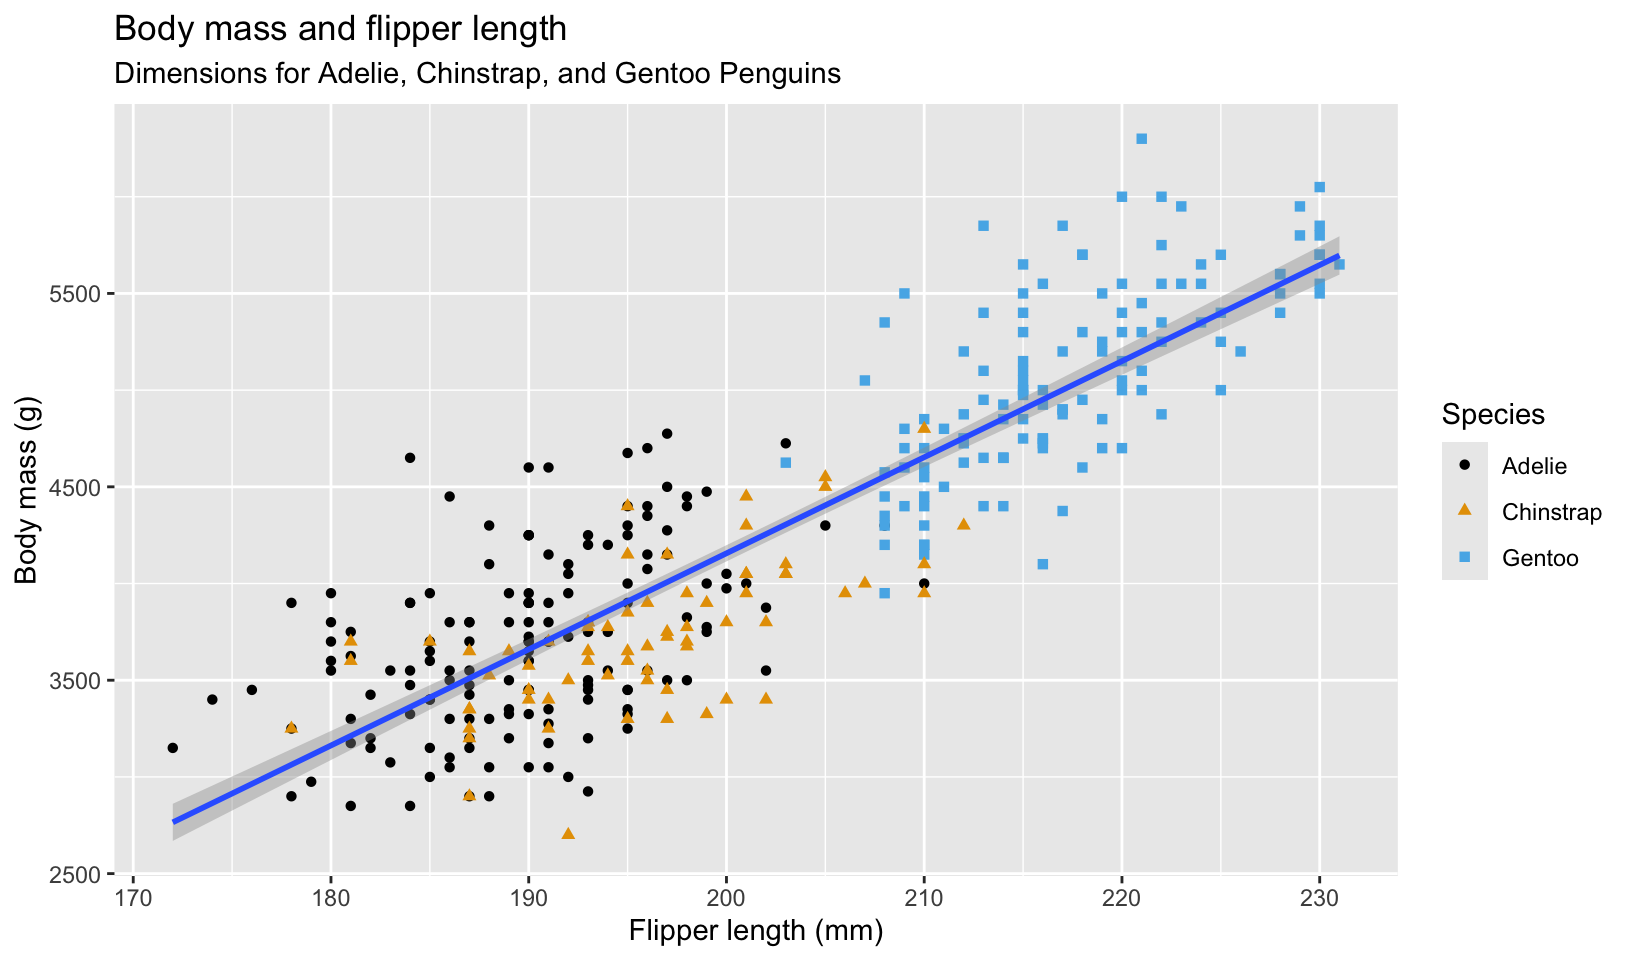 Body mass and flipper length
Dimensions for Adelie, Chinstrap, and Gentoo Penguins
Body mass (g)
5500
4500
3500
2500
170 180 190 200 210 220 230
Flipper length (mm)
Species
Adelie
Chinstrap
Gentoo